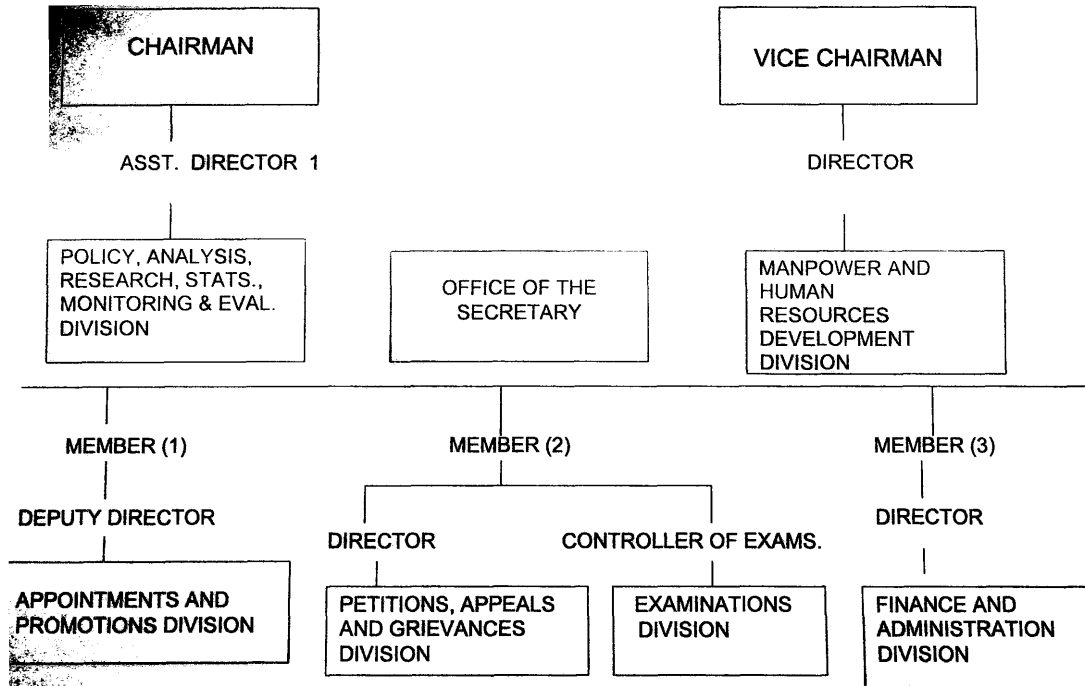 CHAIRMAN
VICE CHAIRMAN
ASST. DIRECTOR 1
DIRECTOR
POLICY, ANALYSIS,
RESEARCH, STATS.,
MONITORING & EVAL.
DIVISION
OFFICE OF THE
SECRETARY
MANPOWER AND
HUMAN
RESOURCES
DEVELOPMENT
DIVISION
MEMBER (1)
MEMBER (2)
MEMBER (3)
DEPUTY DIRECTOR
DIRECTOR
CONTROLLER OF EXAMS.
DIRECTOR
APPOINTMENTS AND
PROMOTIONS DIVISION
PETITIONS, APPEALS
AND GRIEVANCES
DIVISION
EXAMINATIONS
DIVISION
FINANCE AND
ADMINISTRATION
DIVISION